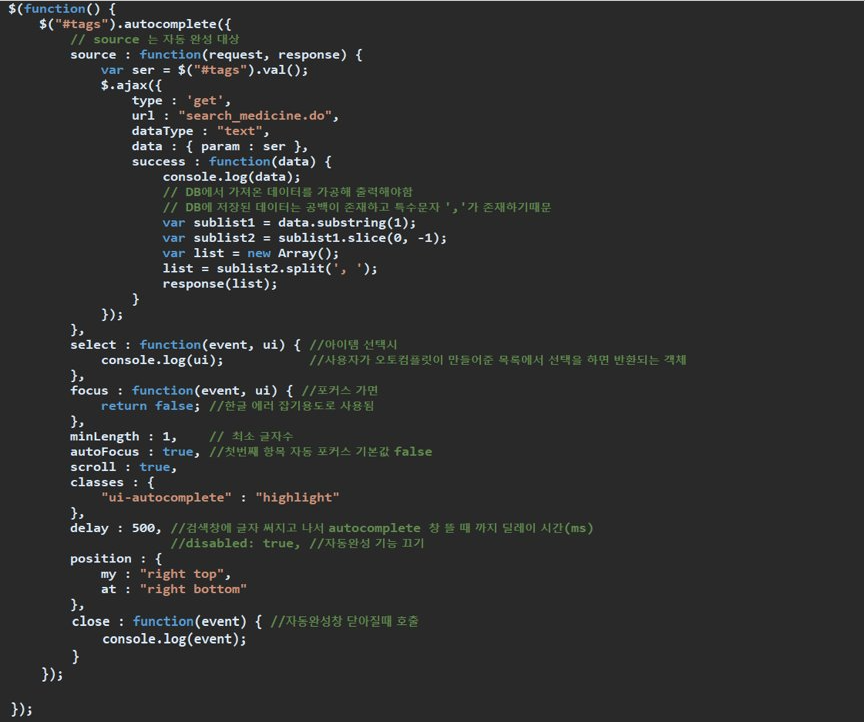 $(function() {
    $("#tags").autocomplete({
        // source 는 자동 완성 대상
        source : function(request, response) {
            var ser = $("#tags").val();
            $.ajax({
                type : 'get',
                url : "search_medicine.do",
                dataType : "text",
                data : { param : ser },
                success : function(data) {
                    console.log(data);
                    // DB에서 가져온 데이터를 가공해 출력해야함
                    // DB에 저장된 데이터는 공백이 존재하고 특수문자 ','가 존재하기때문
                    var sublist1 = data.substring(1);
                    var sublist2 = sublist1.slice(0, -1);
                    var list = new Array();
                    list = sublist2.split(', ');
                    response(list);
                }
            });
        },
        select : function(event, ui) { //아이템 선택시
            console.log(ui);           //사용자가 오토컴플릿이 만들어준 목록에서 선택을 하면 반환되는 객체
        },
        focus : function(event, ui) { //포커스 가면
            return false; //한글 에러 잡기용도로 사용됨
        },
        minLength : 1,    // 최소 글자수
        autoFocus : true, //첫번째 항목 자동 포커스 기본값 false
        scroll : true,
        classes : {
            "ui-autocomplete" : "highlight"
        },
        delay : 500, //검색창에 글자 써지고 나서 autocomplete 창 뜰 때 까지 딜레이 시간(ms)
                     //disabled: true, //자동완성 기능 끄기
        position : {
            my : "right top",
            at : "right bottom"
        },
        close : function(event) { //자동완성창 닫아질때 호출
            console.log(event);
        }
    });

});